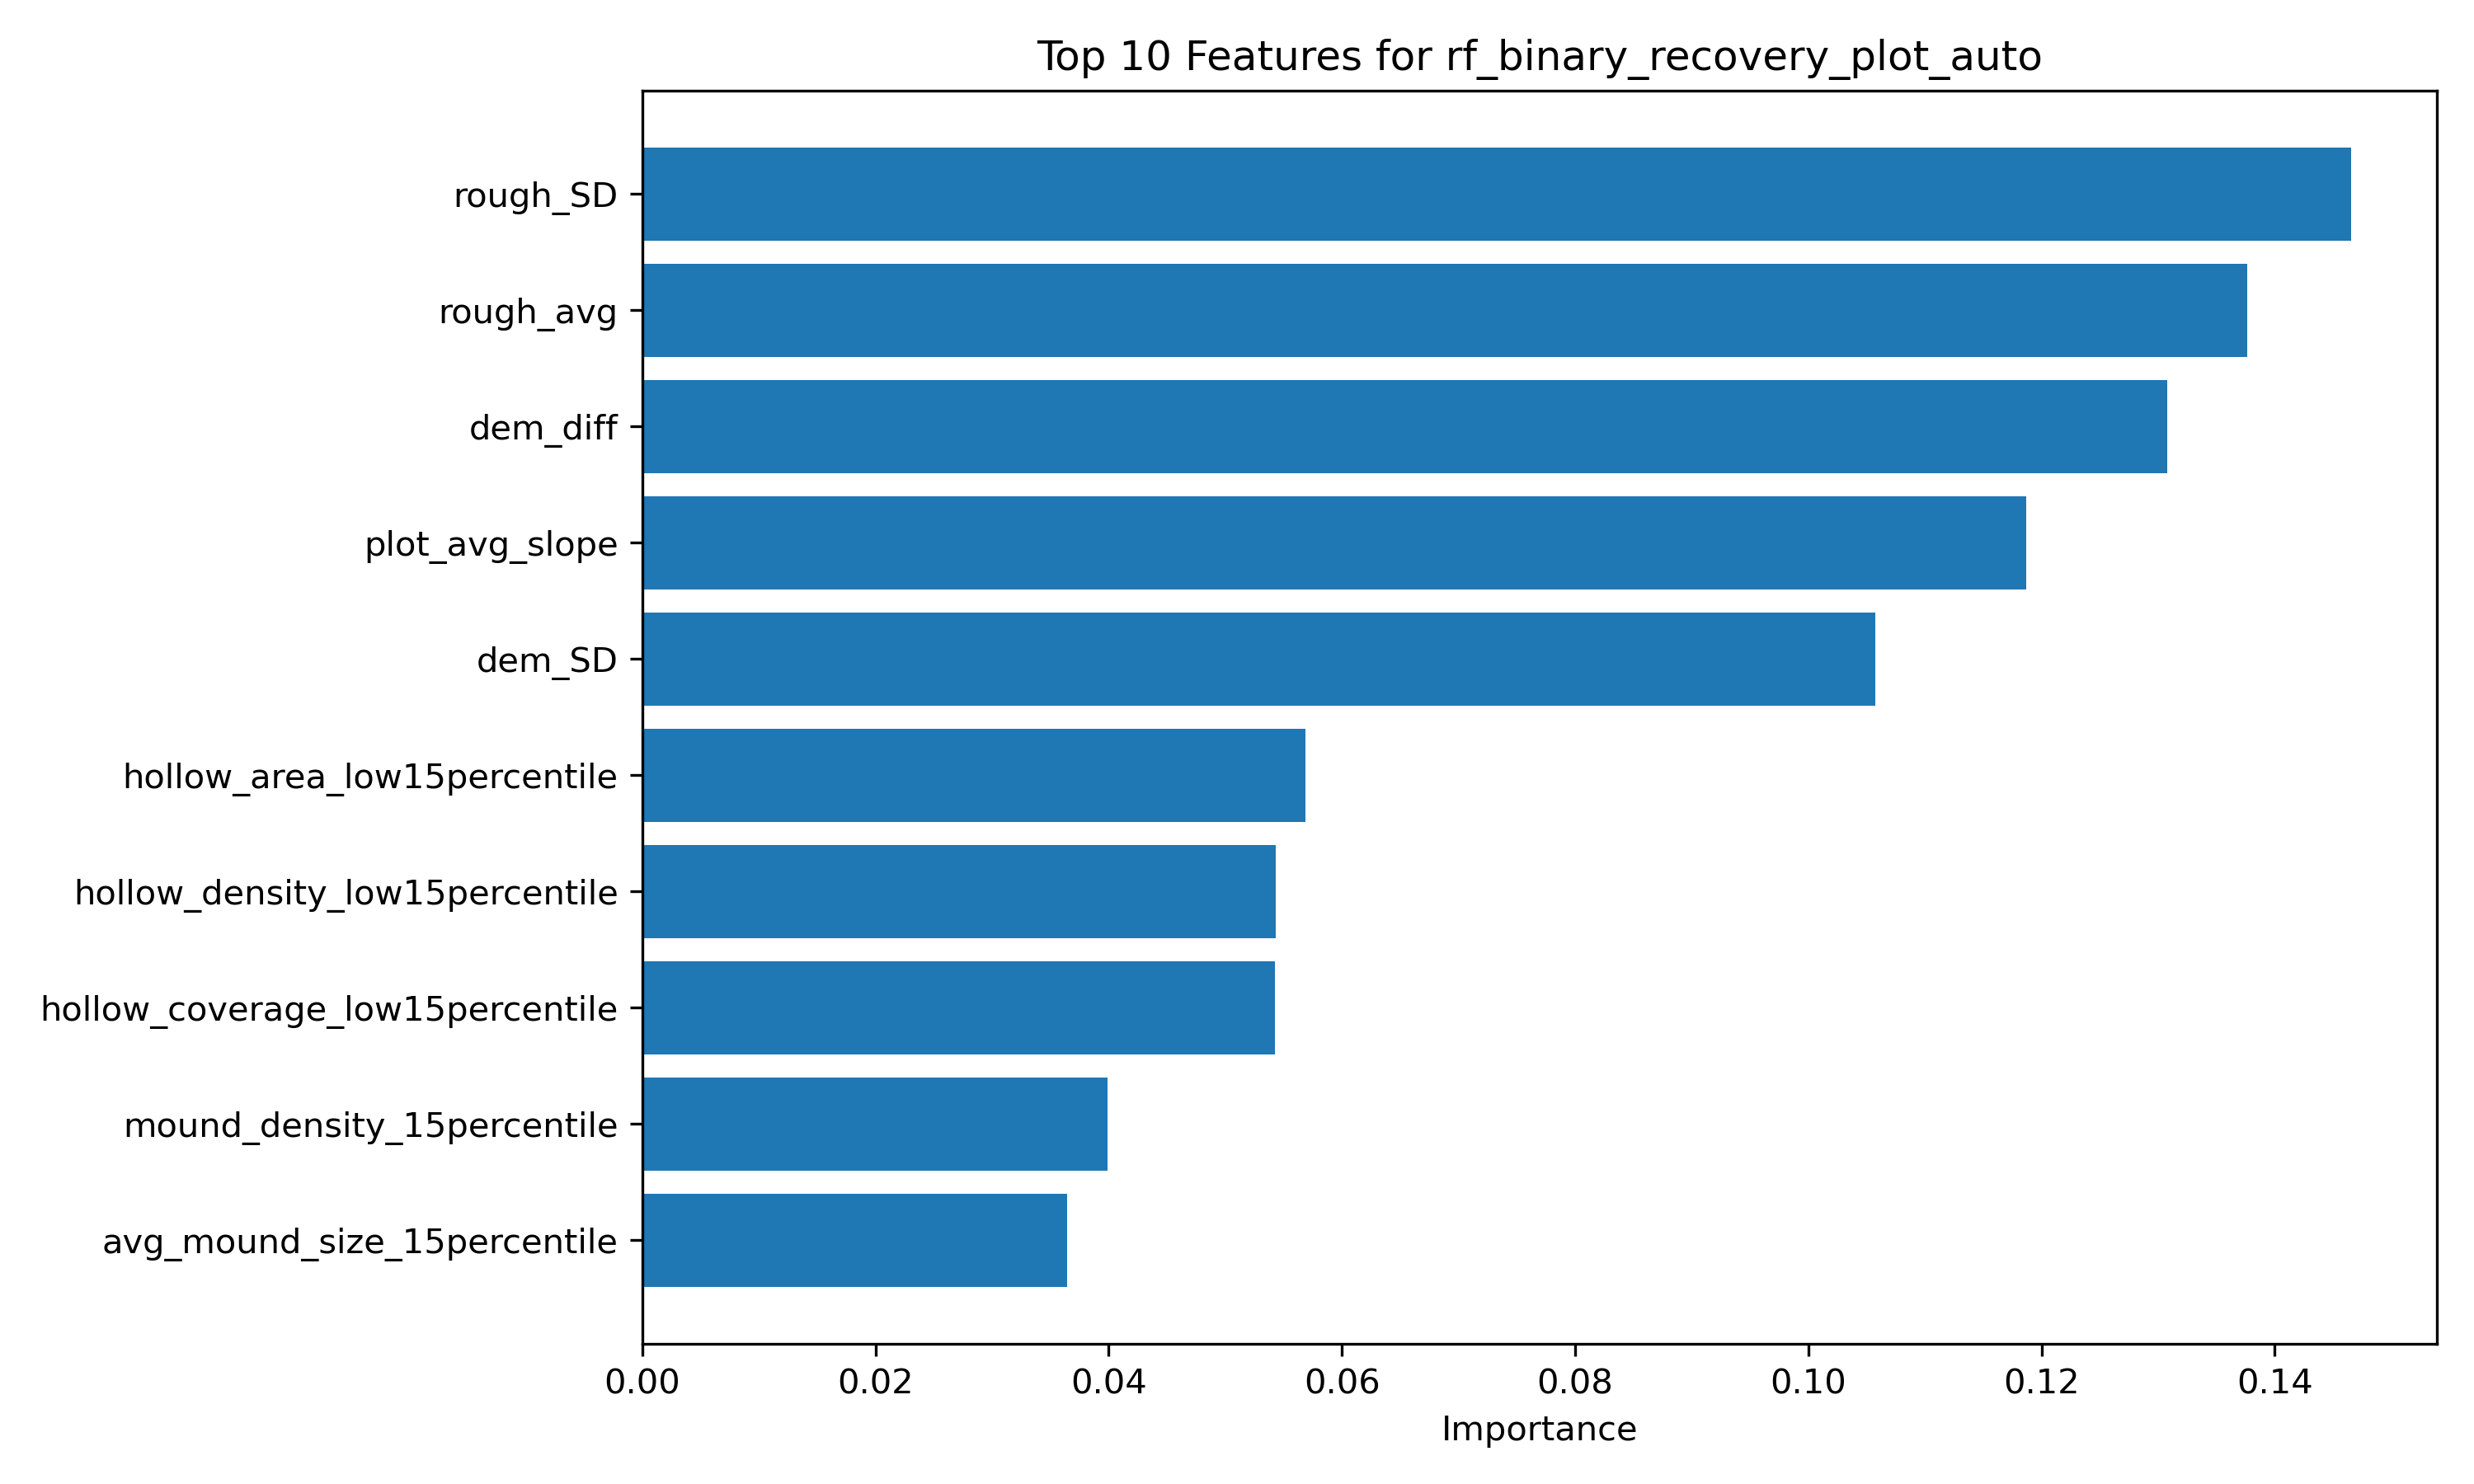 Top 10 Features for rf_binary_recovery_plot_auto
rough_SD
rough_avg
dem_diff
plot_avg_slope
dem_SD
hollow_area_low15percentile
hollow_density_low15percentile
hollow_coverage_low15percentile
mound_density_15percentile
avg_mound_size_15percentile
0.00 0.02 0.04 0.06 0.08 0.10 0.12 0.14
Importance